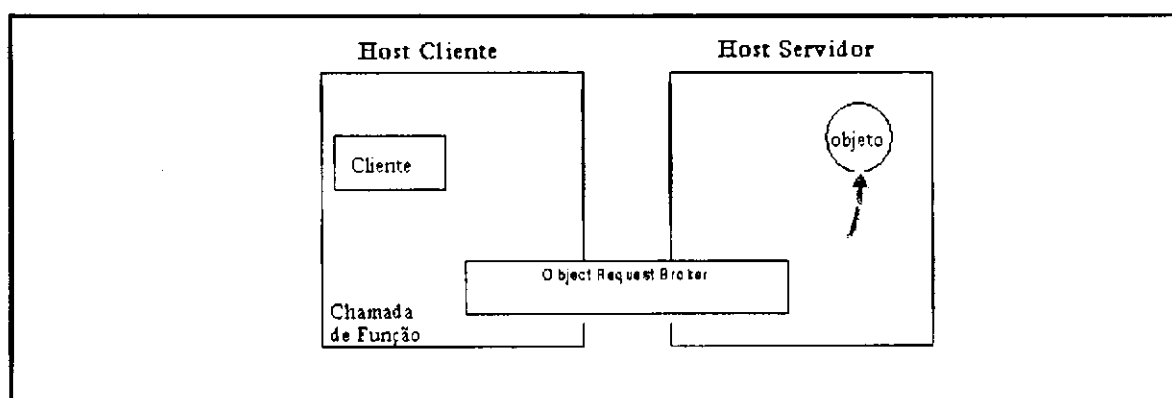 Host Cliente
Host Servidor
objeto
Cliente
Object Request Broker
Chamada
de Função